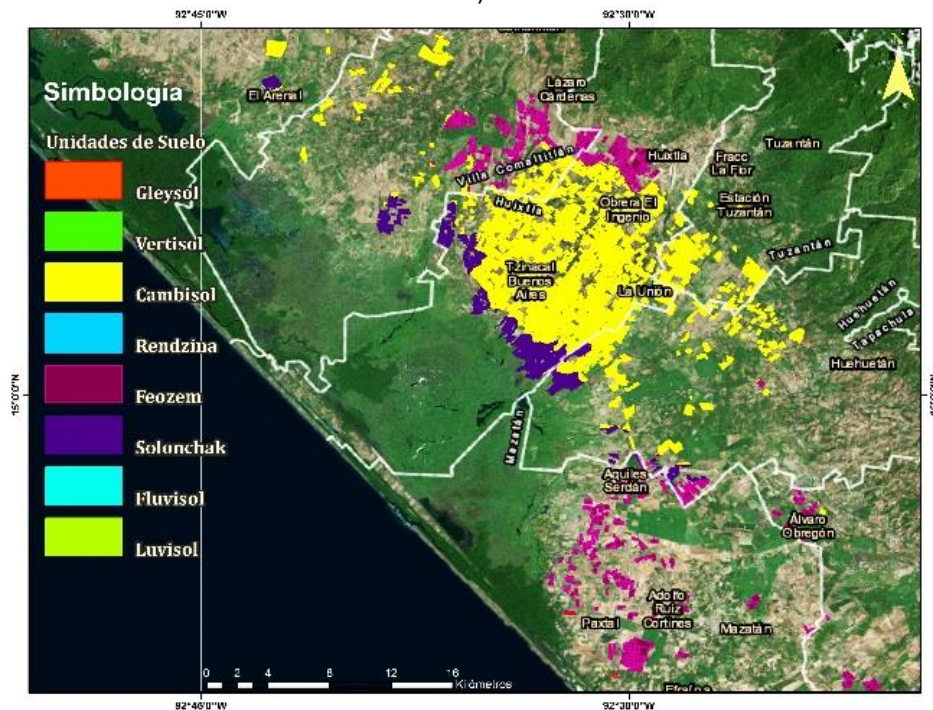 92°45'0"W 92°30'0"W
Simbología
Unidades de Suelo
Gleysol
Vertisol
Cambisol
Rendzina
Feozem
Solonchak
Fluvisol
Luvisol
El Arenal
Lázaro
Cárdenas
Villa Comaltitlán
Huixtla
Fracc
La Flor
Tuzantán
Obrera El
Ingenio
Estación
Tuzantán
Huixtla
Tuzantán
Tzinacal
Buenos
Aires
La Unión
Huehuetán
Tapachula
Huehuetán
Mazatán
Aquiles
Serdán
Álvaro
Obregón
Adolfo
Ruiz
Cortines
Paxtal
Mazatán
0 2 4 8 12 16
Kilómetros
15°0'0"N
92°30'0"W